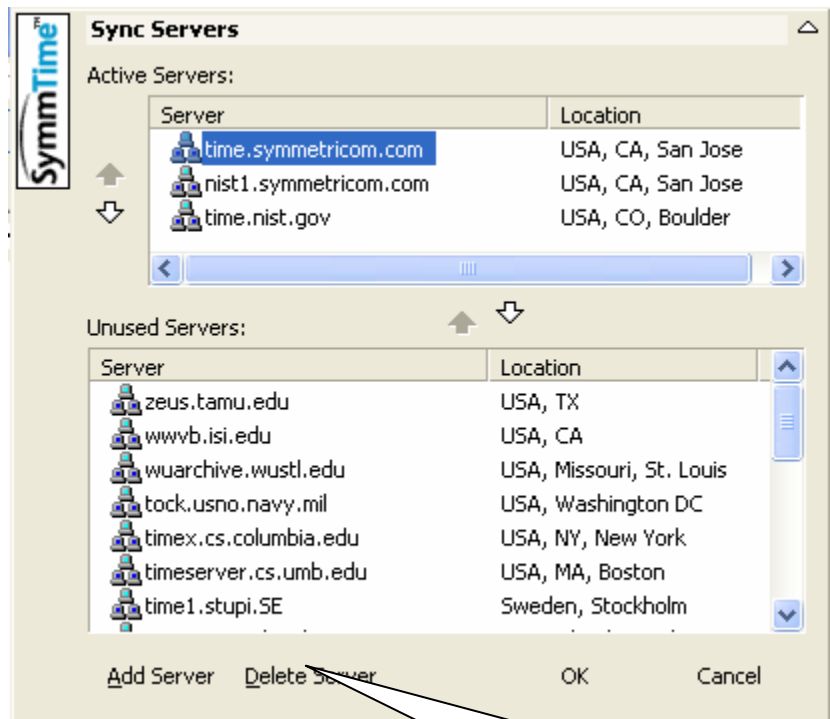 SymmTime
Sync Servers
Active Servers:
Server Location
time.symmetricom.com USA, CA, San Jose
nist1.symmetricom.com USA, CA, San Jose
time.nist.gov USA, CO, Boulder
Unused Servers:
Server Location
zeus.tamu.edu USA, TX
wwvb.isi.edu USA, CA
wuarchive.wustl.edu USA, Missouri, St. Louis
tock.usno.navy.mil USA, Washington DC
timex.cs.columbia.edu USA, NY, New York
timeserver.cs.umb.edu USA, MA, Boston
time1.stupi.SE Sweden, Stockholm
Add Server Delete Server OK Cancel